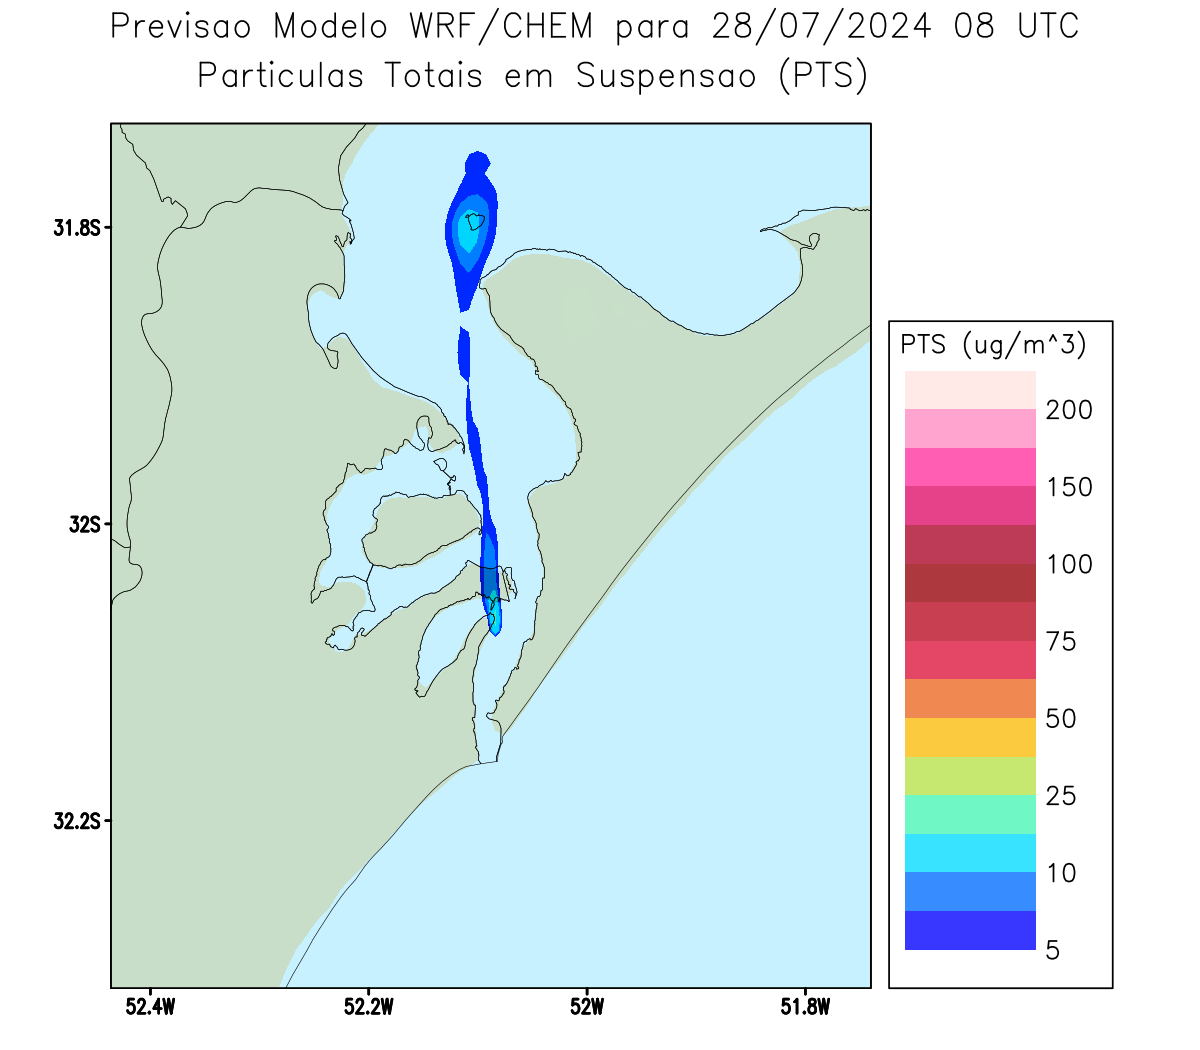 Previsao Modelo WRF/CHEM para 28/07/2024 08 UTC
Particulas Totais em Suspensao (PTS)
31.8S
32S
32.2S
52.4W
52.2W
52W
51.8W
PTS (ug/m^3)
200
150
100
75
50
25
10
5